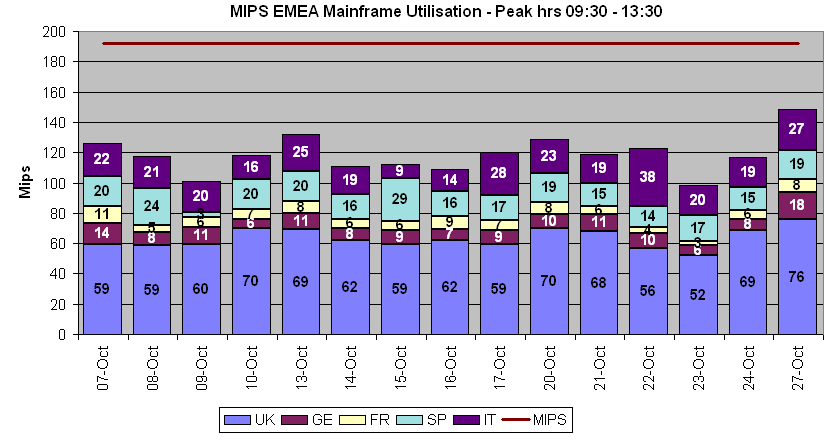 MIPS EMEA Mainframe Utilisation - Peak hrs 09:30 - 13:30
Mips
200
180
160
140
120
100
80
60
40
20
0
22 21 20 16 25 19 9 14 28 23 19 38 20 19 27
20 24 3 20 20 16 29 16 17 19 15 14 17 15 19
11 5 6 7 8 6 6 9 7 8 6 4 3 6 8
14 8 11 6 11 8 9 7 9 10 11 10 6 8 18
59 59 60 70 69 62 59 62 59 70 68 56 52 69 76
07-Oct 08-Oct 09-Oct 10-Oct 13-Oct 14-Oct 15-Oct 16-Oct 17-Oct 20-Oct 21-Oct 22-Oct 23-Oct 24-Oct 27-Oct
UK GE FR SP IT MIPS